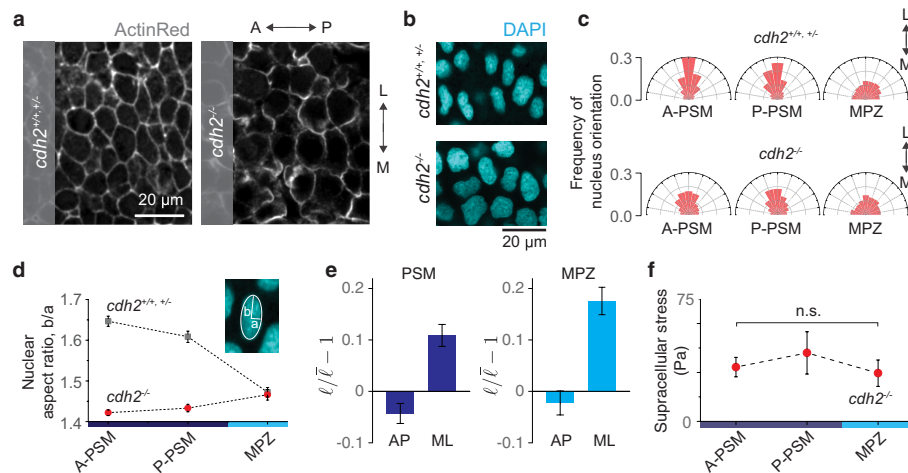 a
ActinRed
A P
cdh2+/+,+/-
20 µm
cdh2-/-
L
M
b
DAPI
cdh2+/+, +/-
cdh2-/-
20 µm
c
Frequency of
nucleus orientation
cdh2+/+, +/-
L
M
0.3
0.0
A-PSM P-PSM MPZ
cdh2-/-
L
M
0.3
0.0
A-PSM P-PSM MPZ
d
Nuclear
aspect ratio, b/a
1.7
1.6
1.5
1.4
cdh2+/+, +/-
cdh2-/-
b
a
A-PSM
P-PSM
MPZ
e
PSM
ℓ/ℓ̅ − 1
0.2
0.1
0
-0.1
AP ML
MPZ
ℓ/ℓ̅ − 1
0.2
0.1
0
-0.1
AP ML
f
Supracellular stress
(Pa)
75
0
n.s.
cdh2-/-
A-PSM
P-PSM
MPZ